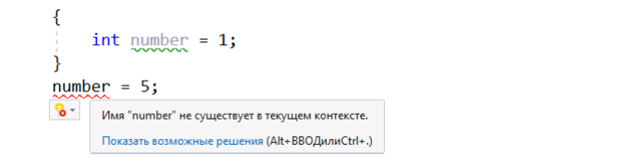 {
int number = 1;
}
number = 5;
Имя "number" не существует в текущем контексте.
Показать возможные решения (Alt+ВВОДилиCtrl+.)